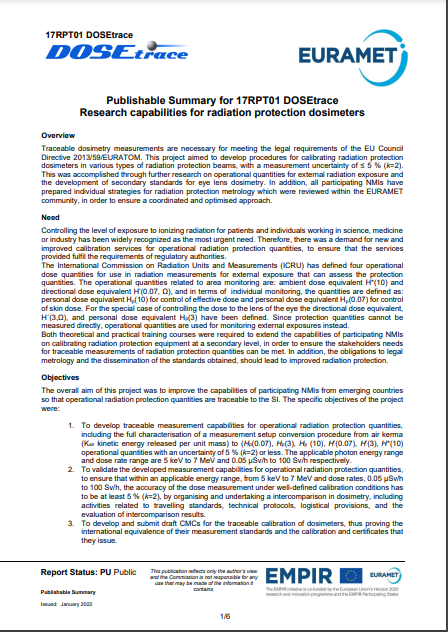 17RPT01 DOSEtrace
DOSEtrace
EURAMET
Publishable Summary for 17RPT01 DOSEtrace
Research capabilities for radiation protection dosimeters
Overview
Traceable dosimetry measurements are necessary for meeting the legal requirements of the EU Council
Directive 2013/59/EURATOM. This project aimed to develop procedures for calibrating radiation protection
dosimeters in various types of radiation protection beams, with a measurement uncertainty of ≤ 5 % (k=2).
This was accomplished through further research on operational quantities for external radiation exposure and
the development of secondary standards for eye lens dosimetry. In addition, all participating NMIs have
prepared individual strategies for radiation protection metrology which were reviewed within the EURAMET
community, in order to ensure a coordinated and optimised approach.
Need
Controlling the level of exposure to ionizing radiation for patients and individuals working in science, medicine
or industry has been widely recognized as the most urgent need. Therefore, there was a demand for new and
improved calibration services for operational radiation protection quantities, to ensure that the services
provided fulfil the requirements of regulatory authorities.
The International Commission on Radiation Units and Measurements (ICRU) has defined four operational
dose quantities for use in radiation measurements for external exposure that can assess the protection
quantities. The operational quantities related to area monitoring are: ambient dose equivalent H*(10) and
directional dose equivalent H'(0.07, Ω), and in terms of individual monitoring, the quantities are defined as:
personal dose equivalent Hp(10) for control of effective dose and personal dose equivalent Hp(0.07) for control
of skin dose. For the special case of controlling the dose to the lens of the eye the directional dose equivalent,
H´(3,Ω), and personal dose equivalent Hp(3) have been defined. Since protection quantities cannot be
measured directly, operational quantities are used for monitoring external exposures instead.
Both theoretical and practical training courses were required to extend the capabilities of participating NMIs
on calibrating radiation protection equipment at a secondary level, in order to ensure the stakeholders needs
for traceable measurements of radiation protection quantities can be met. In addition, the obligations to legal
metrology and the dissemination of the standards obtained, should lead to improved radiation protection.
Objectives
The overall aim of this project was to improve the capabilities of participating NMIs from emerging countries
so that operational radiation protection quantities are traceable to the SI. The specific objectives of the project
were:
1. To develop traceable measurement capabilities for operational radiation protection quantities,
including the full characterisation of a measurement setup conversion procedure from air kerma
(Kair kinetic energy released per unit mass) to (Hp(0.07), Hp(3), Hp (10), H'(0.07), H'(3), H*(10)
operational quantities with an uncertainty of 5 % (k=2) or less. The applicable photon energy range
and dose rate range are 5 keV to 7 MeV and 0.05 µSv/h to 100 Sv/h respectively.
2. To validate the developed measurement capabilities for operational radiation protection quantities,
to ensure that within an applicable energy range, from 5 keV to 7 MeV and dose rates, 0.05 µSv/h
to 100 Sv/h, the accuracy of the dose measurement under well-defined calibration conditions has
to be at least 5 % (k=2), by organising and undertaking a intercomparison in dosimetry, including
activities related to travelling standards, technical protocols, logistical provisions, and the
evaluation of intercomparison results.
3. To develop and submit draft CMCs for the traceable calibration of dosimeters, thus proving the
international equivalence of their measurement standards and the calibration and certificates that
they issue.
Report Status: PU Public
Publishable Summary
Issued: January 2022
This publication reflects only the author's view
and the Commission is not responsible for any
use that may be made of the information it
contains.
EMPIR
EURAMET
The EMPIR initiative is co-funded by the European Union's Horizon 2020
research and innovation programme and the EMPIR Participating States
1/6